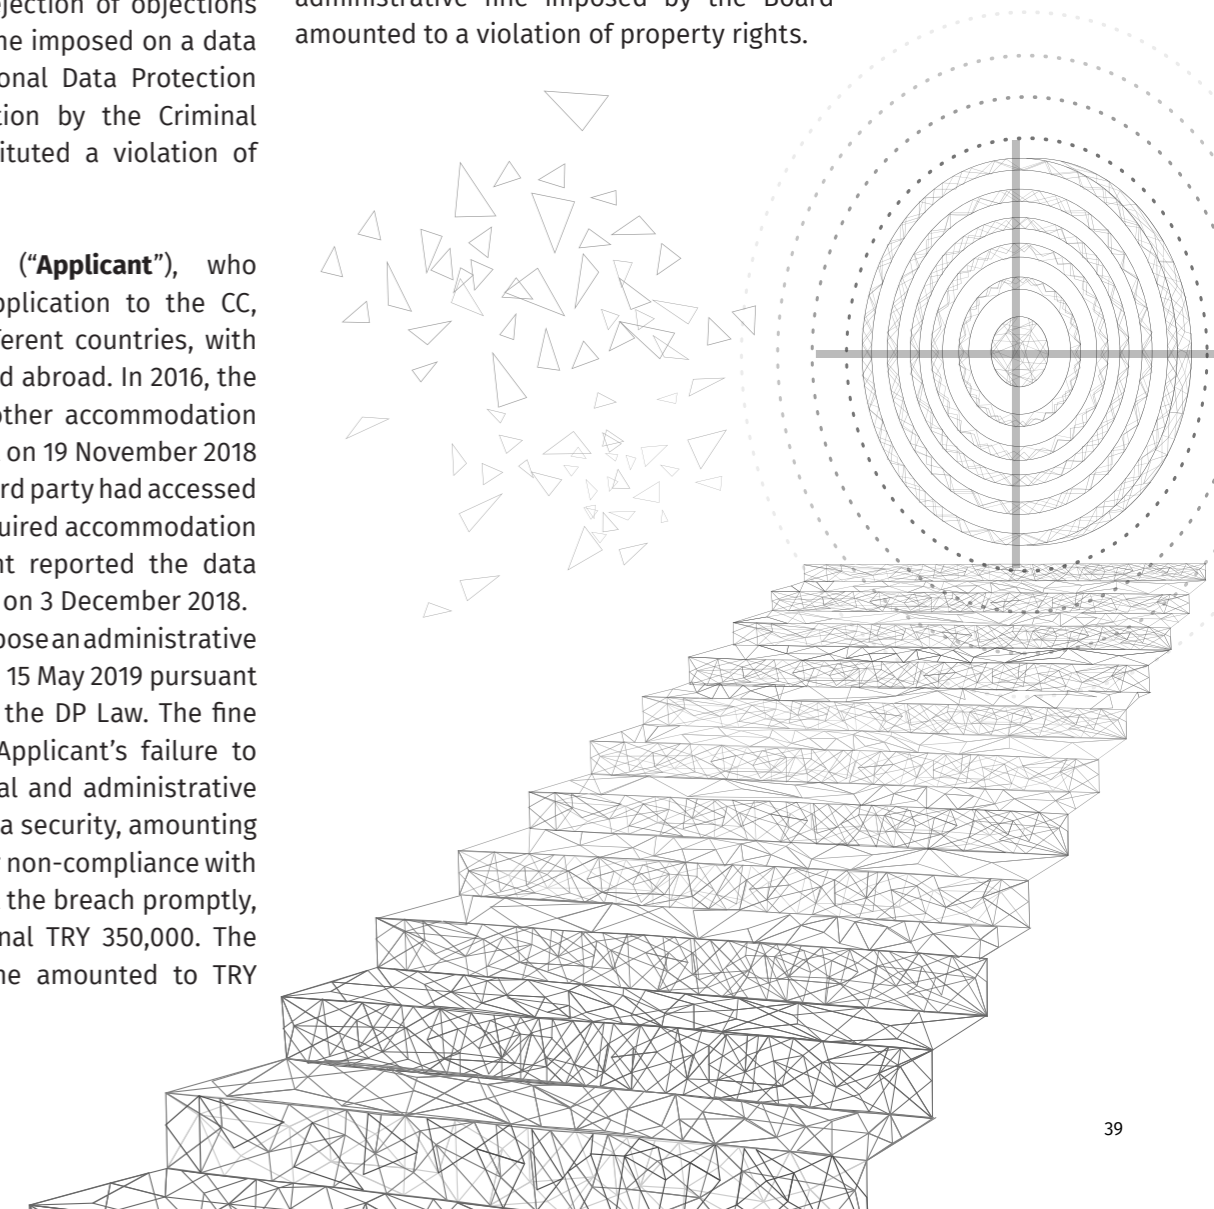 ejection of objections
ne imposed on a data
onal Data Protection
tion by the Criminal
ituted a violation of
(“Applicant”), who
pplication to the CC,
ferent countries, with
d abroad. In 2016, the
other accommodation
on 19 November 2018
rd party had accessed
quired accommodation
nt reported the data
on 3 December 2018.
pose an administrative
15 May 2019 pursuant
the DP Law. The fine
Applicant’s failure to
al and administrative
a security, amounting
non-compliance with
the breach promptly,
nal TRY 350,000. The
ne amounted to TRY
administrative fine imposed by the Board
amounted to a violation of property rights.
39